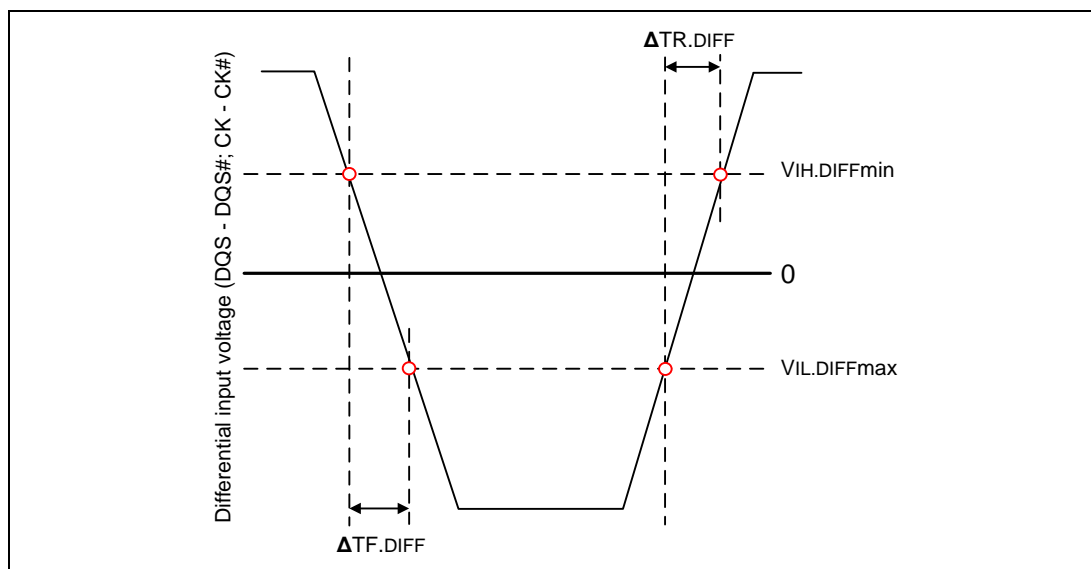 ΔTR.DIFF
Differential input voltage (DQS - DQS#; CK - CK#)
VIH.DIFFmin
0
VIL.DIFFmax
ΔTF.DIFF